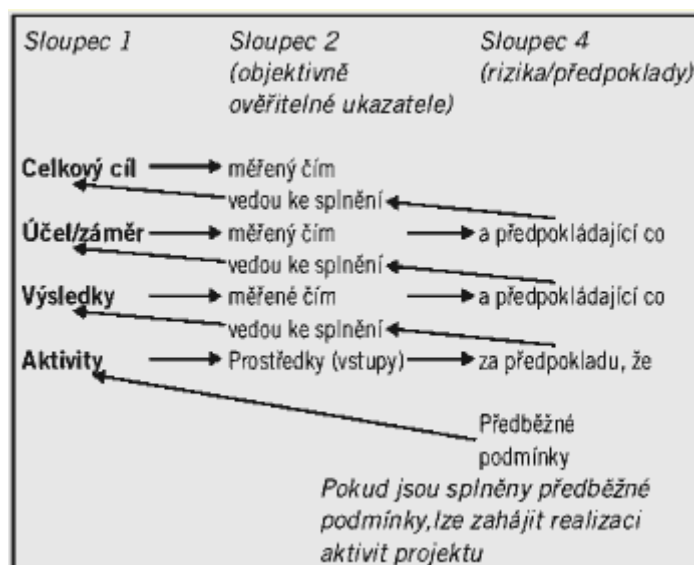 Sloupec 1 Sloupec 2 Sloupec 4
(objektivně (rizika/předpoklady)
ověřitelné ukazatele)
Celkový cíl měřený čím
vedou ke splnění
Účel/záměr měřený čím a předpokládající co
vedou ke splnění
Výsledky měřené čím a předpokládající co
vedou ke splnění
Aktivity Prostředky (vstupy) za předpokladu, že
Předběžné
podmínky
Pokud jsou splněny předběžné
podmínky,lze zahájit realizaci
aktivit projektu